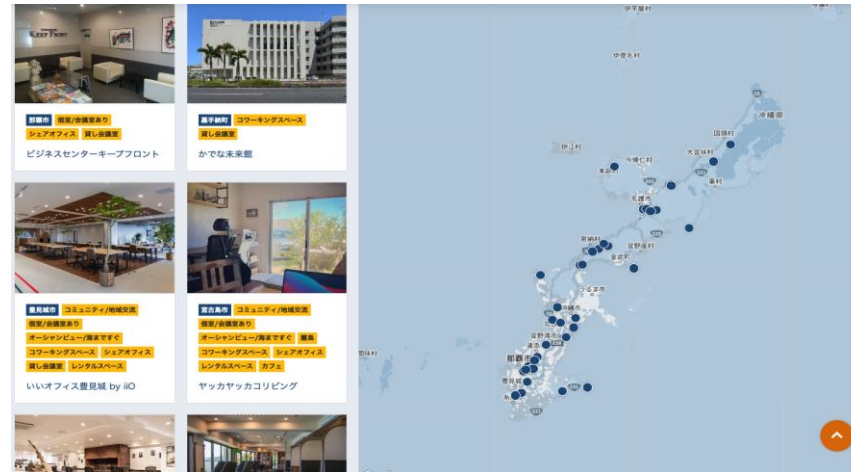 KEEP FRONT
那覇市 個室/会議室あり
シェアオフィス 貸し会議室
ビジネスセンターキープフロント
嘉手納町 コワーキングスペース
貸し会議室
かでな未来館
豊見城市 コミュニティ/地域交流
個室/会議室あり
オーシャンビュー/海まですぐ
コワーキングスペース シェアオフィス
貸し会議室 レンタルスペース
いいオフィス豊見城 by iiO
宮古島市 コミュニティ/地域交流
個室/会議室あり
オーシャンビュー/海まですぐ 離島
コワーキングスペース シェアオフィス
レンタルスペース カフェ
ヤッカヤッカコリビング
伊平屋村
伊是名村
沖縄県
国頭村
伊江村
大宜味村
今帰仁村
東村
名護市
恩納村
宜野座村
金武町
うるま市
沖縄市
宜野湾市
那覇市
豊見城